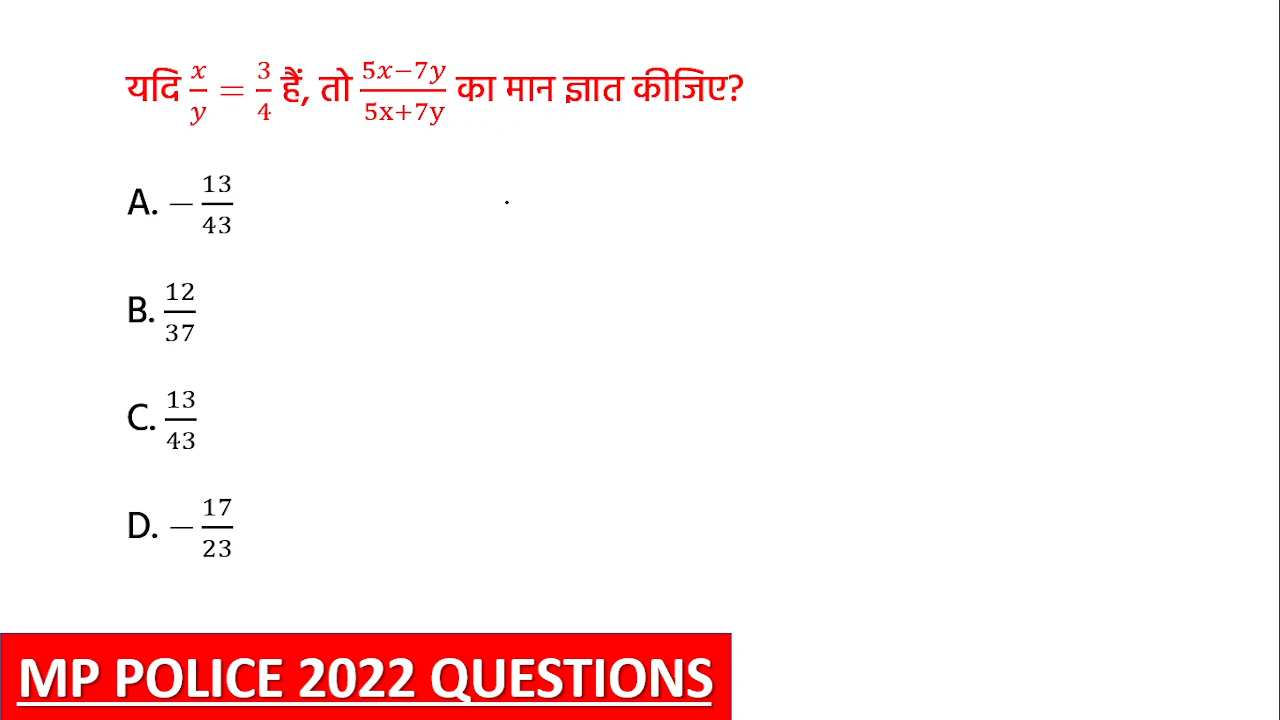 यदि x/y = 3/4 हैं, तो 5x−7y/5x+7y का मान ज्ञात कीजिए?
A. − 13/43
B. 12/37
C. 13/43
D. − 17/23
MP POLICE 2022 QUESTIONS